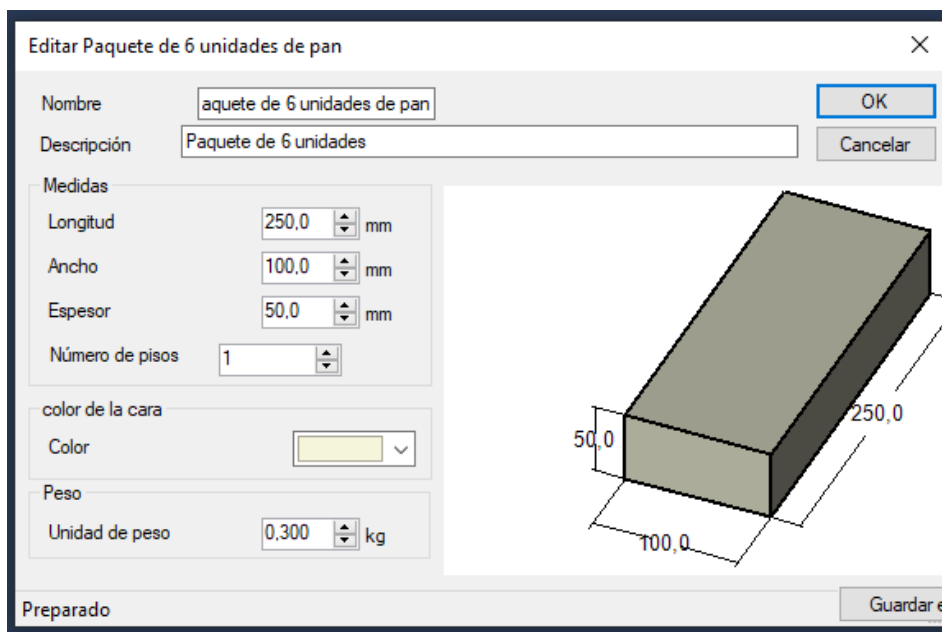 Editar Paquete de 6 unidades de pan
Nombre
aquete de 6 unidades de pan
OK
Descripción
Paquete de 6 unidades
Cancelar
Medidas
Longitud
250,0
mm
Ancho
100,0
mm
Espesor
50,0
mm
Número de pisos
1
color de la cara
Color
Peso
Unidad de peso
0,300
kg
50,0
250,0
100,0
Preparado
Guardar e